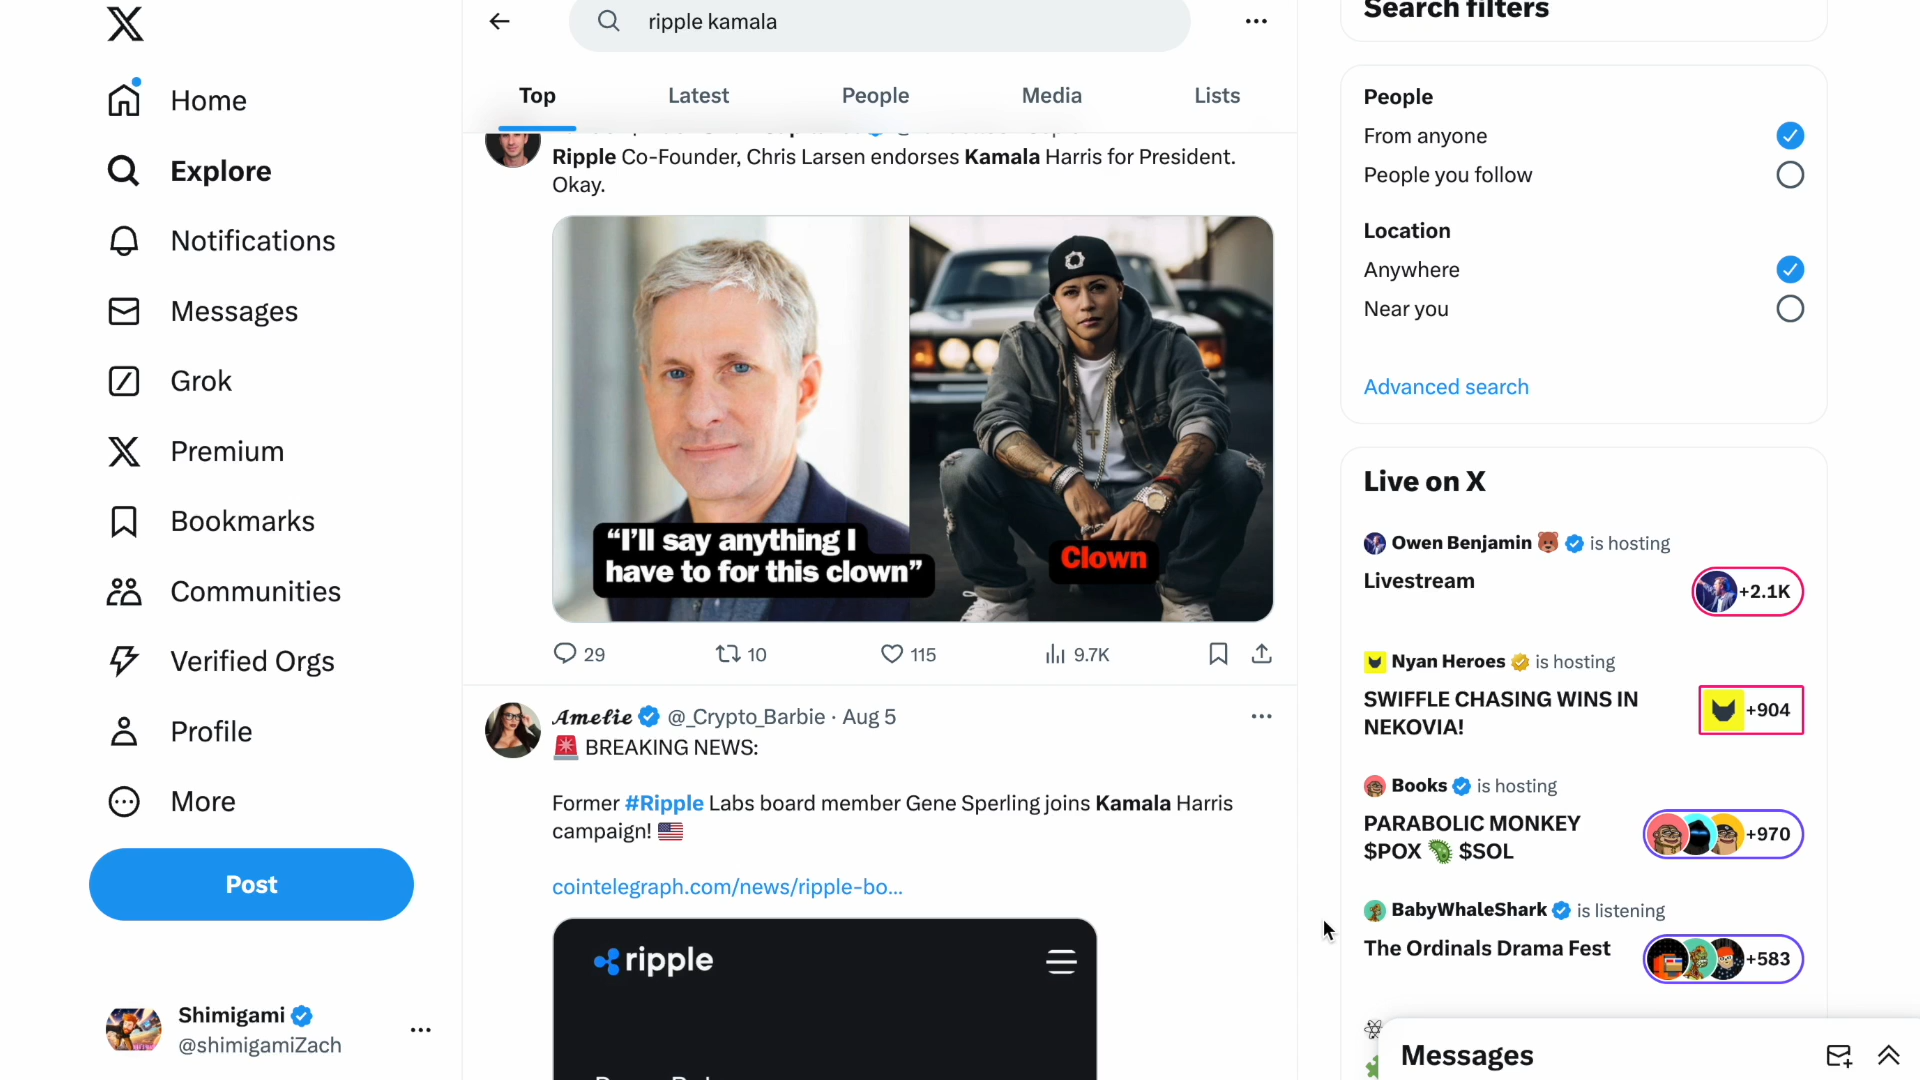 ripple kamala
Search filters
Home
Explore
Notifications
Messages
Grok
Premium
Bookmarks
Communities
Verified Orgs
Profile
More
Post
Shimigami
@shimigamiZach
Top Latest People Media Lists
Ripple Co-Founder, Chris Larsen endorses Kamala Harris for President.
Okay.
“I’ll say anything I
have to for this clown”
Clown
29 10 115 9.7K
Amelie @_Crypto_Barbie · Aug 5
🚨 BREAKING NEWS:
Former #Ripple Labs board member Gene Sperling joins Kamala Harris
campaign! 🇺🇸
cointelegraph.com/news/ripple-bo...
ripple
People
From anyone
People you follow
Location
Anywhere
Near you
Advanced search
Live on X
Owen Benjamin 🐻 is hosting
Livestream
+2.1K
Nyan Heroes is hosting
SWIFFLE CHASING WINS IN
NEKOVIA!
+904
Books is hosting
PARABOLIC MONKEY
$POX 🦠 $SOL
+970
BabyWhaleShark is listening
The Ordinals Drama Fest
+583
Messages